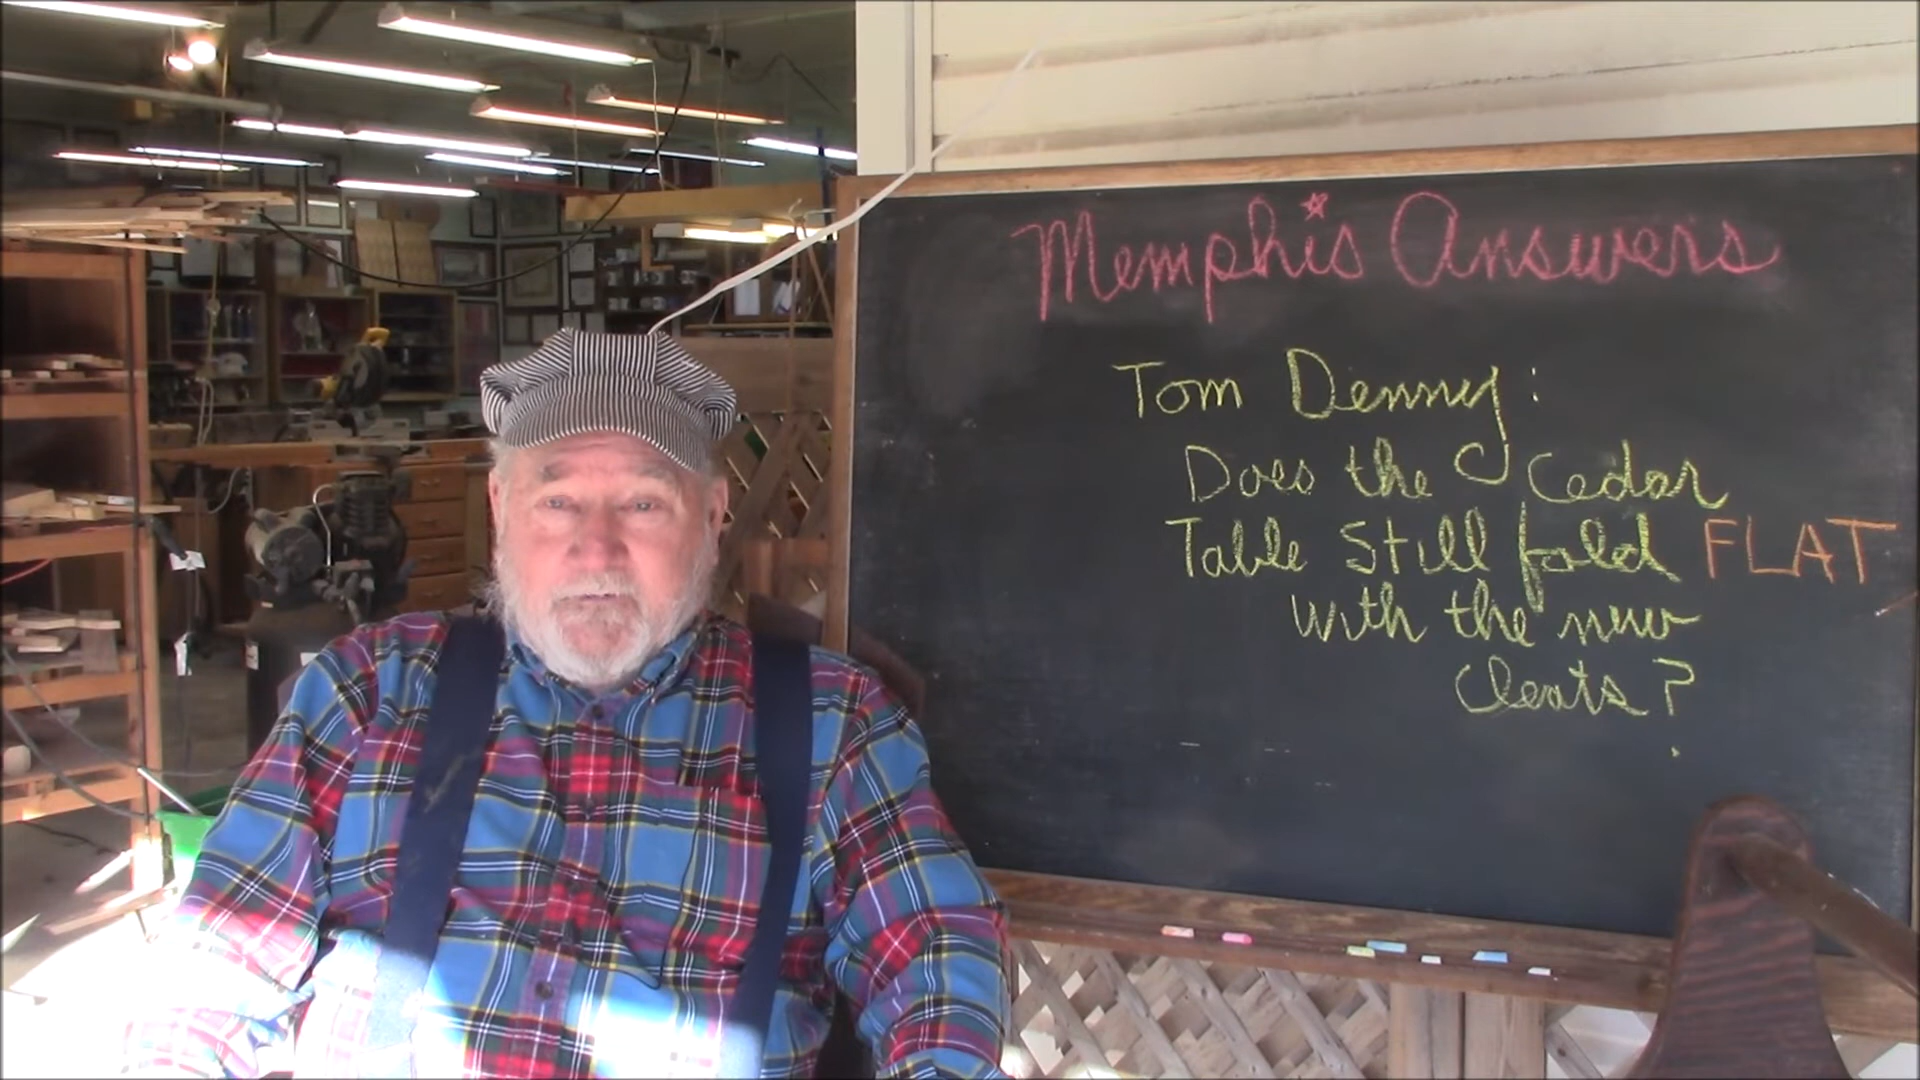 Memphis Answers
Tom Denny:
Does the Cedar
Table Still fold FLAT
with the new
Cleats?